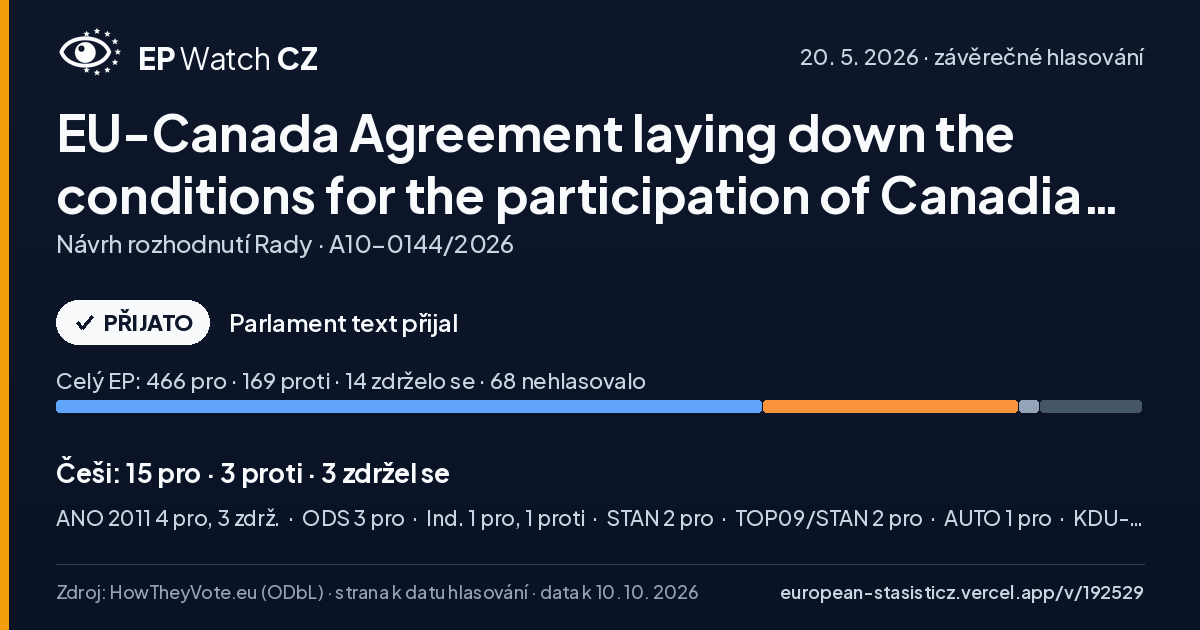 EP Watch CZ
20. 5. 2026 · závěrečné hlasování
EU–Canada Agreement laying down the
conditions for the participation of Canadia…
Návrh rozhodnutí Rady · A10–0144/2026
✓ PŘIJATO
Parlament text přijal
Celý EP: 466 pro · 169 proti · 14 zdrželo se · 68 nehlasovalo
Češi: 15 pro · 3 proti · 3 zdržel se
ANO 2011 4 pro, 3 zdrž. · ODS 3 pro · Ind. 1 pro, 1 proti · STAN 2 pro · TOP09/STAN 2 pro · AUTO 1 pro · KDU-…
Zdroj: HowTheyVote.eu (ODbL) · strana k datu hlasování · data k 10. 10. 2026
european-stasisticz.vercel.app/v/192529